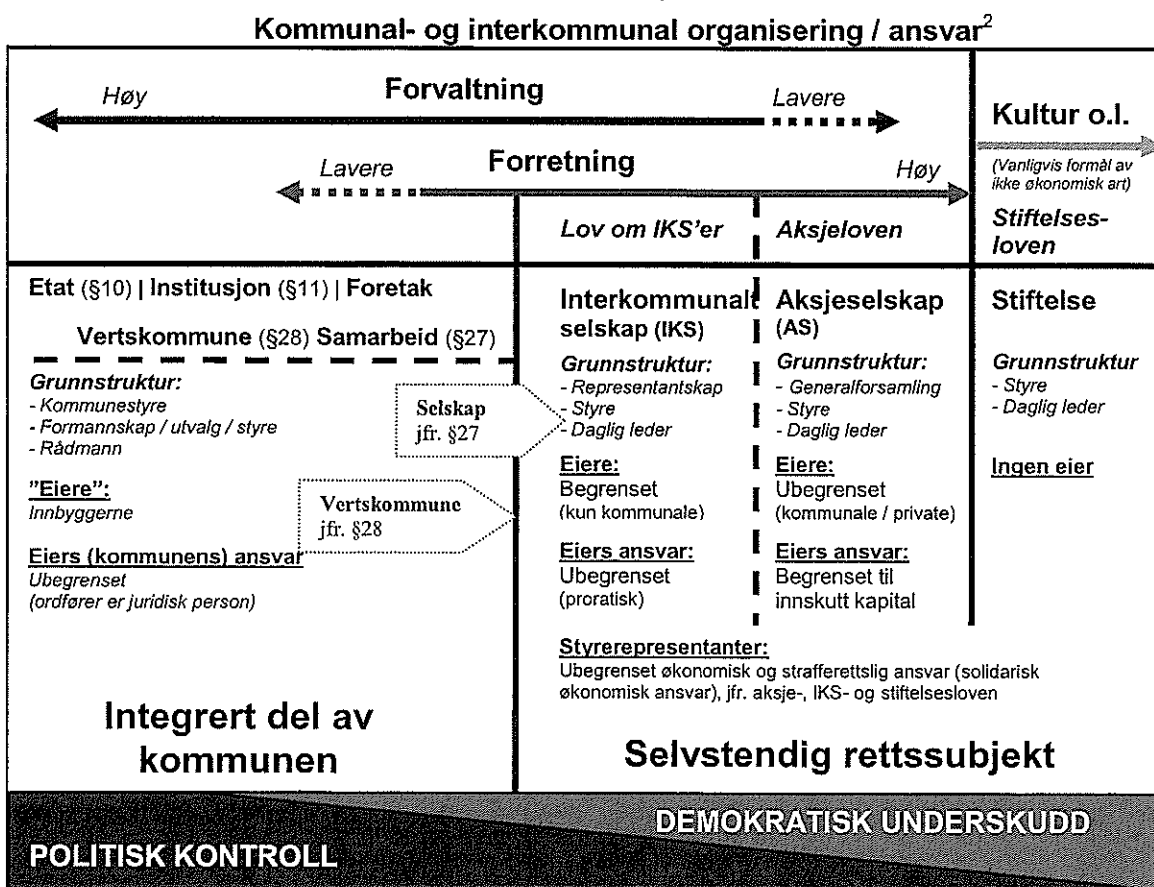 Kommunal- og interkommunal organisering / ansvar²
Høy
Forvaltning
Lavere
Lavere
Forretning
Høy
Kultur o.l.
(Vanligvis formål av
ikke økonomisk art)
Lov om IKS'er
Aksjeloven
Stiftelses-
loven
Etat (§10) | Institusjon (§11) | Foretak
Vertskommune (§28) Samarbeid (§27)
Grunnstruktur:
- Kommunestyre
- Formannskap / utvalg / styre
- Rådmann
"Eiere":
Innbyggerne
Eiers (kommunens) ansvar
Ubegrenset
(ordfører er juridisk person)
Selskap
jfr. §27
Vertskommune
jfr. §28
Interkommunalt
selskap (IKS)
Grunnstruktur:
- Representantskap
- Styre
- Daglig leder
Eiere:
Begrenset
(kun kommunale)
Eiers ansvar:
Ubegrenset
(proratisk)
Aksjeselskap
(AS)
Grunnstruktur:
- Generalforsamling
- Styre
- Daglig leder
Eiere:
Ubegrenset
(kommunale / private)
Eiers ansvar:
Begrenset til
innskutt kapital
Stiftelse
Grunnstruktur
- Styre
- Daglig leder
Ingen eier
Styrerepresentanter:
Ubegrenset økonomisk og strafferettslig ansvar (solidarisk
økonomisk ansvar), jfr. aksje-, IKS- og stiftelsesloven
Integrert del av
kommunen
Selvstendig rettssubjekt
DEMOKRATISK UNDERSKUDD
POLITISK KONTROLL